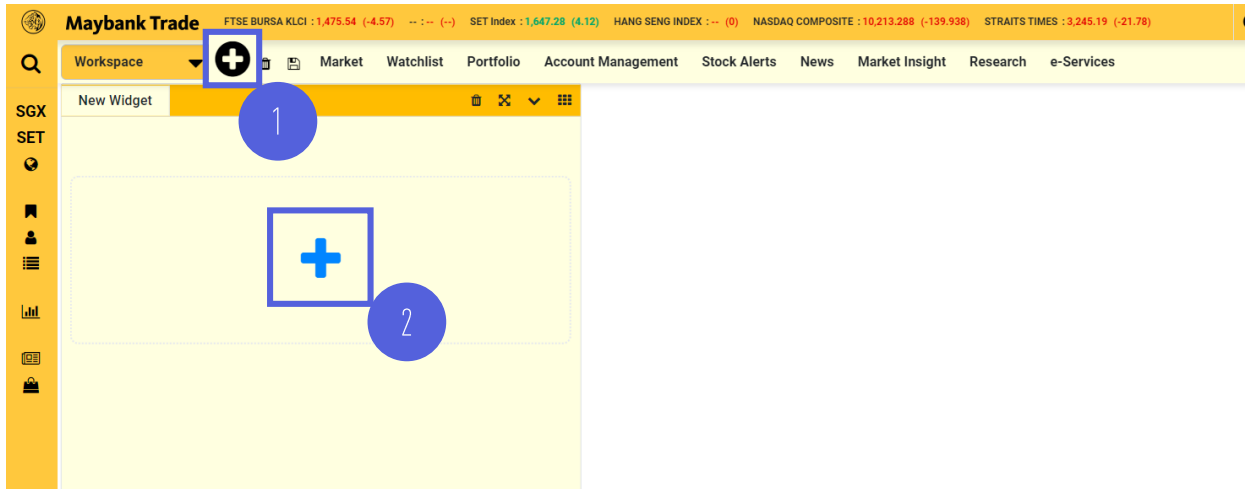 Maybank Trade FTSE BURSA KLCI : 1,475.54 (-4.57) -- : -- (--) SET Index : 1,647.28 (4.12) HANG SENG INDEX : -- (0) NASDAQ COMPOSITE : 10,213.288 (-139.938) STRAITS TIMES : 3,245.19 (-21.78)
Workspace Market Watchlist Portfolio Account Management Stock Alerts News Market Insight Research e-Services
New Widget
SGX
1
SET
2